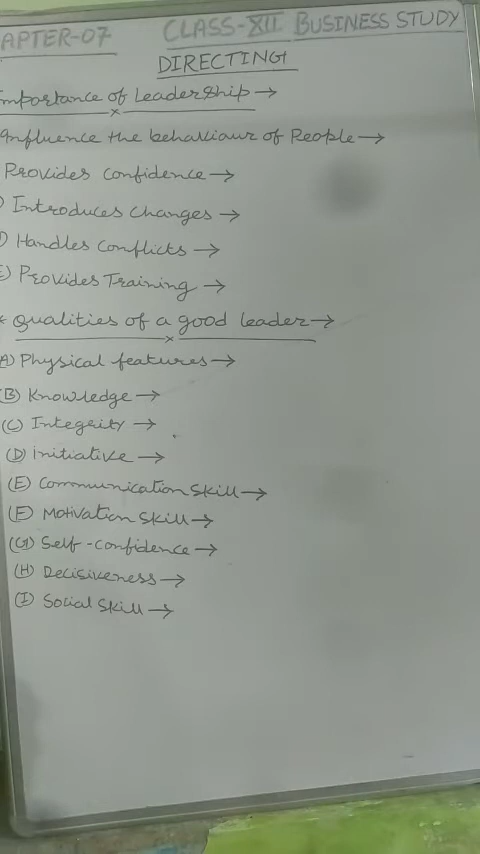 APTER-07 CLASS-XII BUSINESS STUDY
DIRECTING
Importance of Leadership →
Influence the behaviour of People →
Provides Confidence →
) Introduces Changes →
) Handles Conflicts →
E) Provides Training →
* Qualities of a good leader →
(A) Physical features →
(B) Knowledge →
(C) Integrity →
(D) initiative →
(E) Communication Skill →
(F) Motivation Skill →
(G) Self-Confidence →
(H) Decisiveness →
(I) Social Skill →